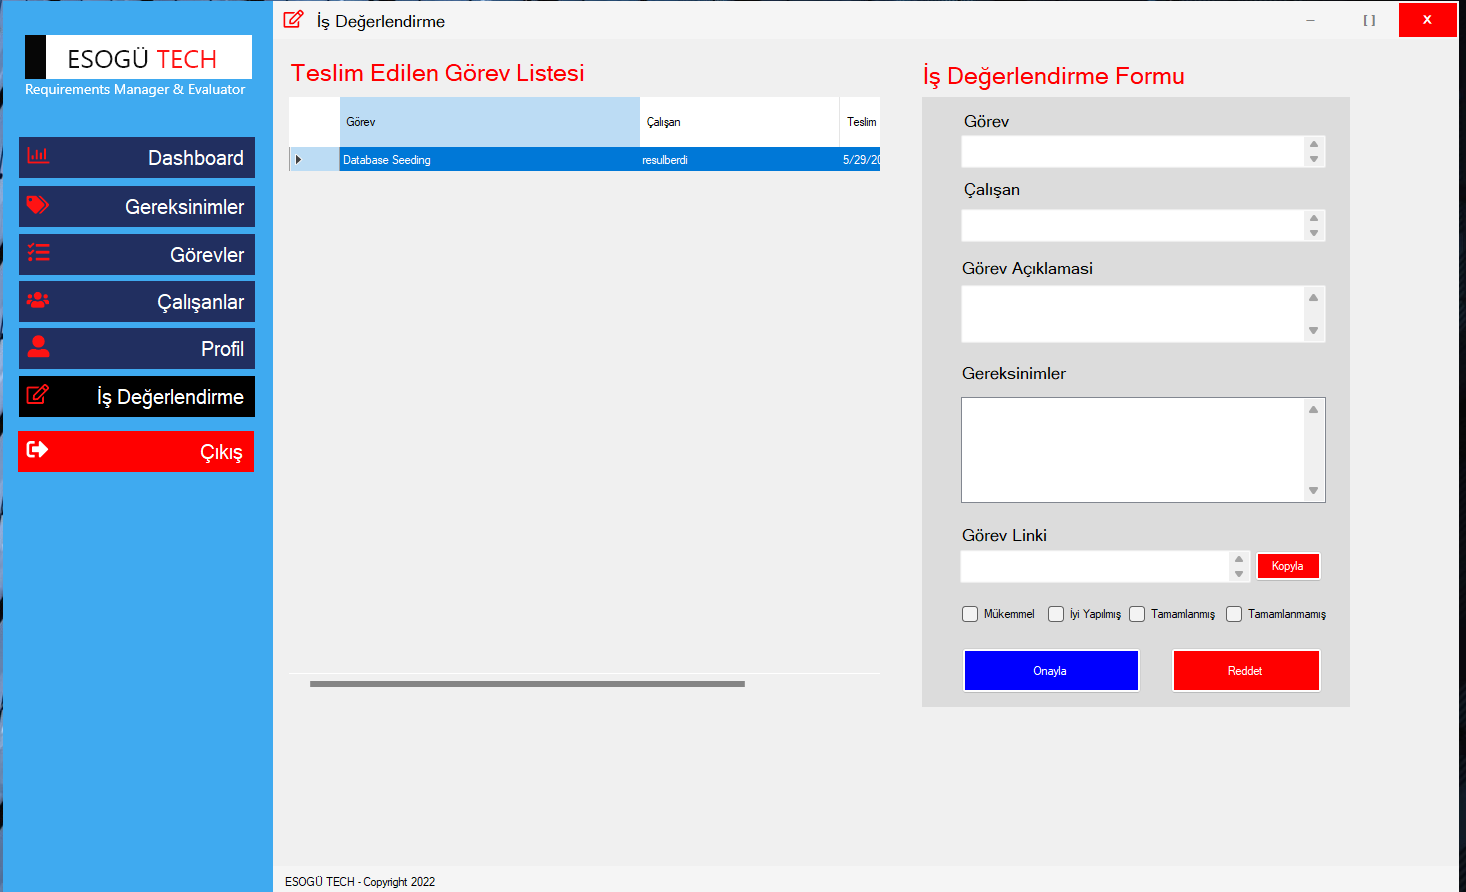 İş Değerlendirme
[ ]
X
ESOGÜ TECH
Requirements Manager & Evaluator
Dashboard
Gereksinimler
Görevler
Çalışanlar
Profil
İş Değerlendirme
Çıkış
Teslim Edilen Görev Listesi
Görev Çalışan Teslim
Database Seeding resulberdi 5/29/20
İş Değerlendirme Formu
Görev
Çalışan
Görev Açıklamasi
Gereksinimler
Görev Linki
Kopyla
Mükemmel İyi Yapılmış Tamamlanmış Tamamlanmamış
Onayla Reddet
ESOGÜ TECH - Copyright 2022